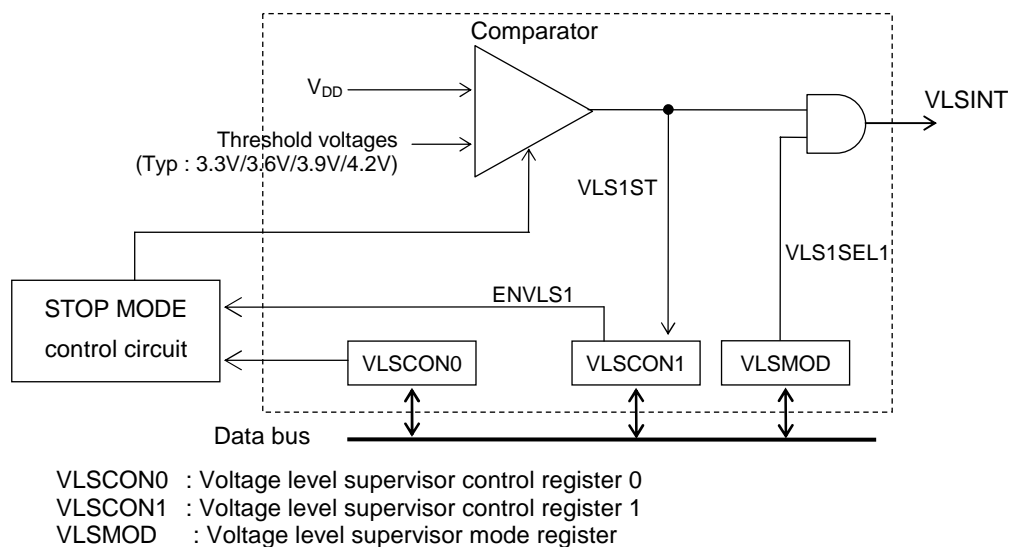 Comparator
VDD
Threshold voltages
(Typ : 3.3V/3.6V/3.9V/4.2V)
VLSINT
VLS1ST
VLS1SEL1
STOP MODE
control circuit
ENVLS1
VLSCON0
VLSCON1
VLSMOD
Data bus
VLSCON0 : Voltage level supervisor control register 0
VLSCON1 : Voltage level supervisor control register 1
VLSMOD : Voltage level supervisor mode register